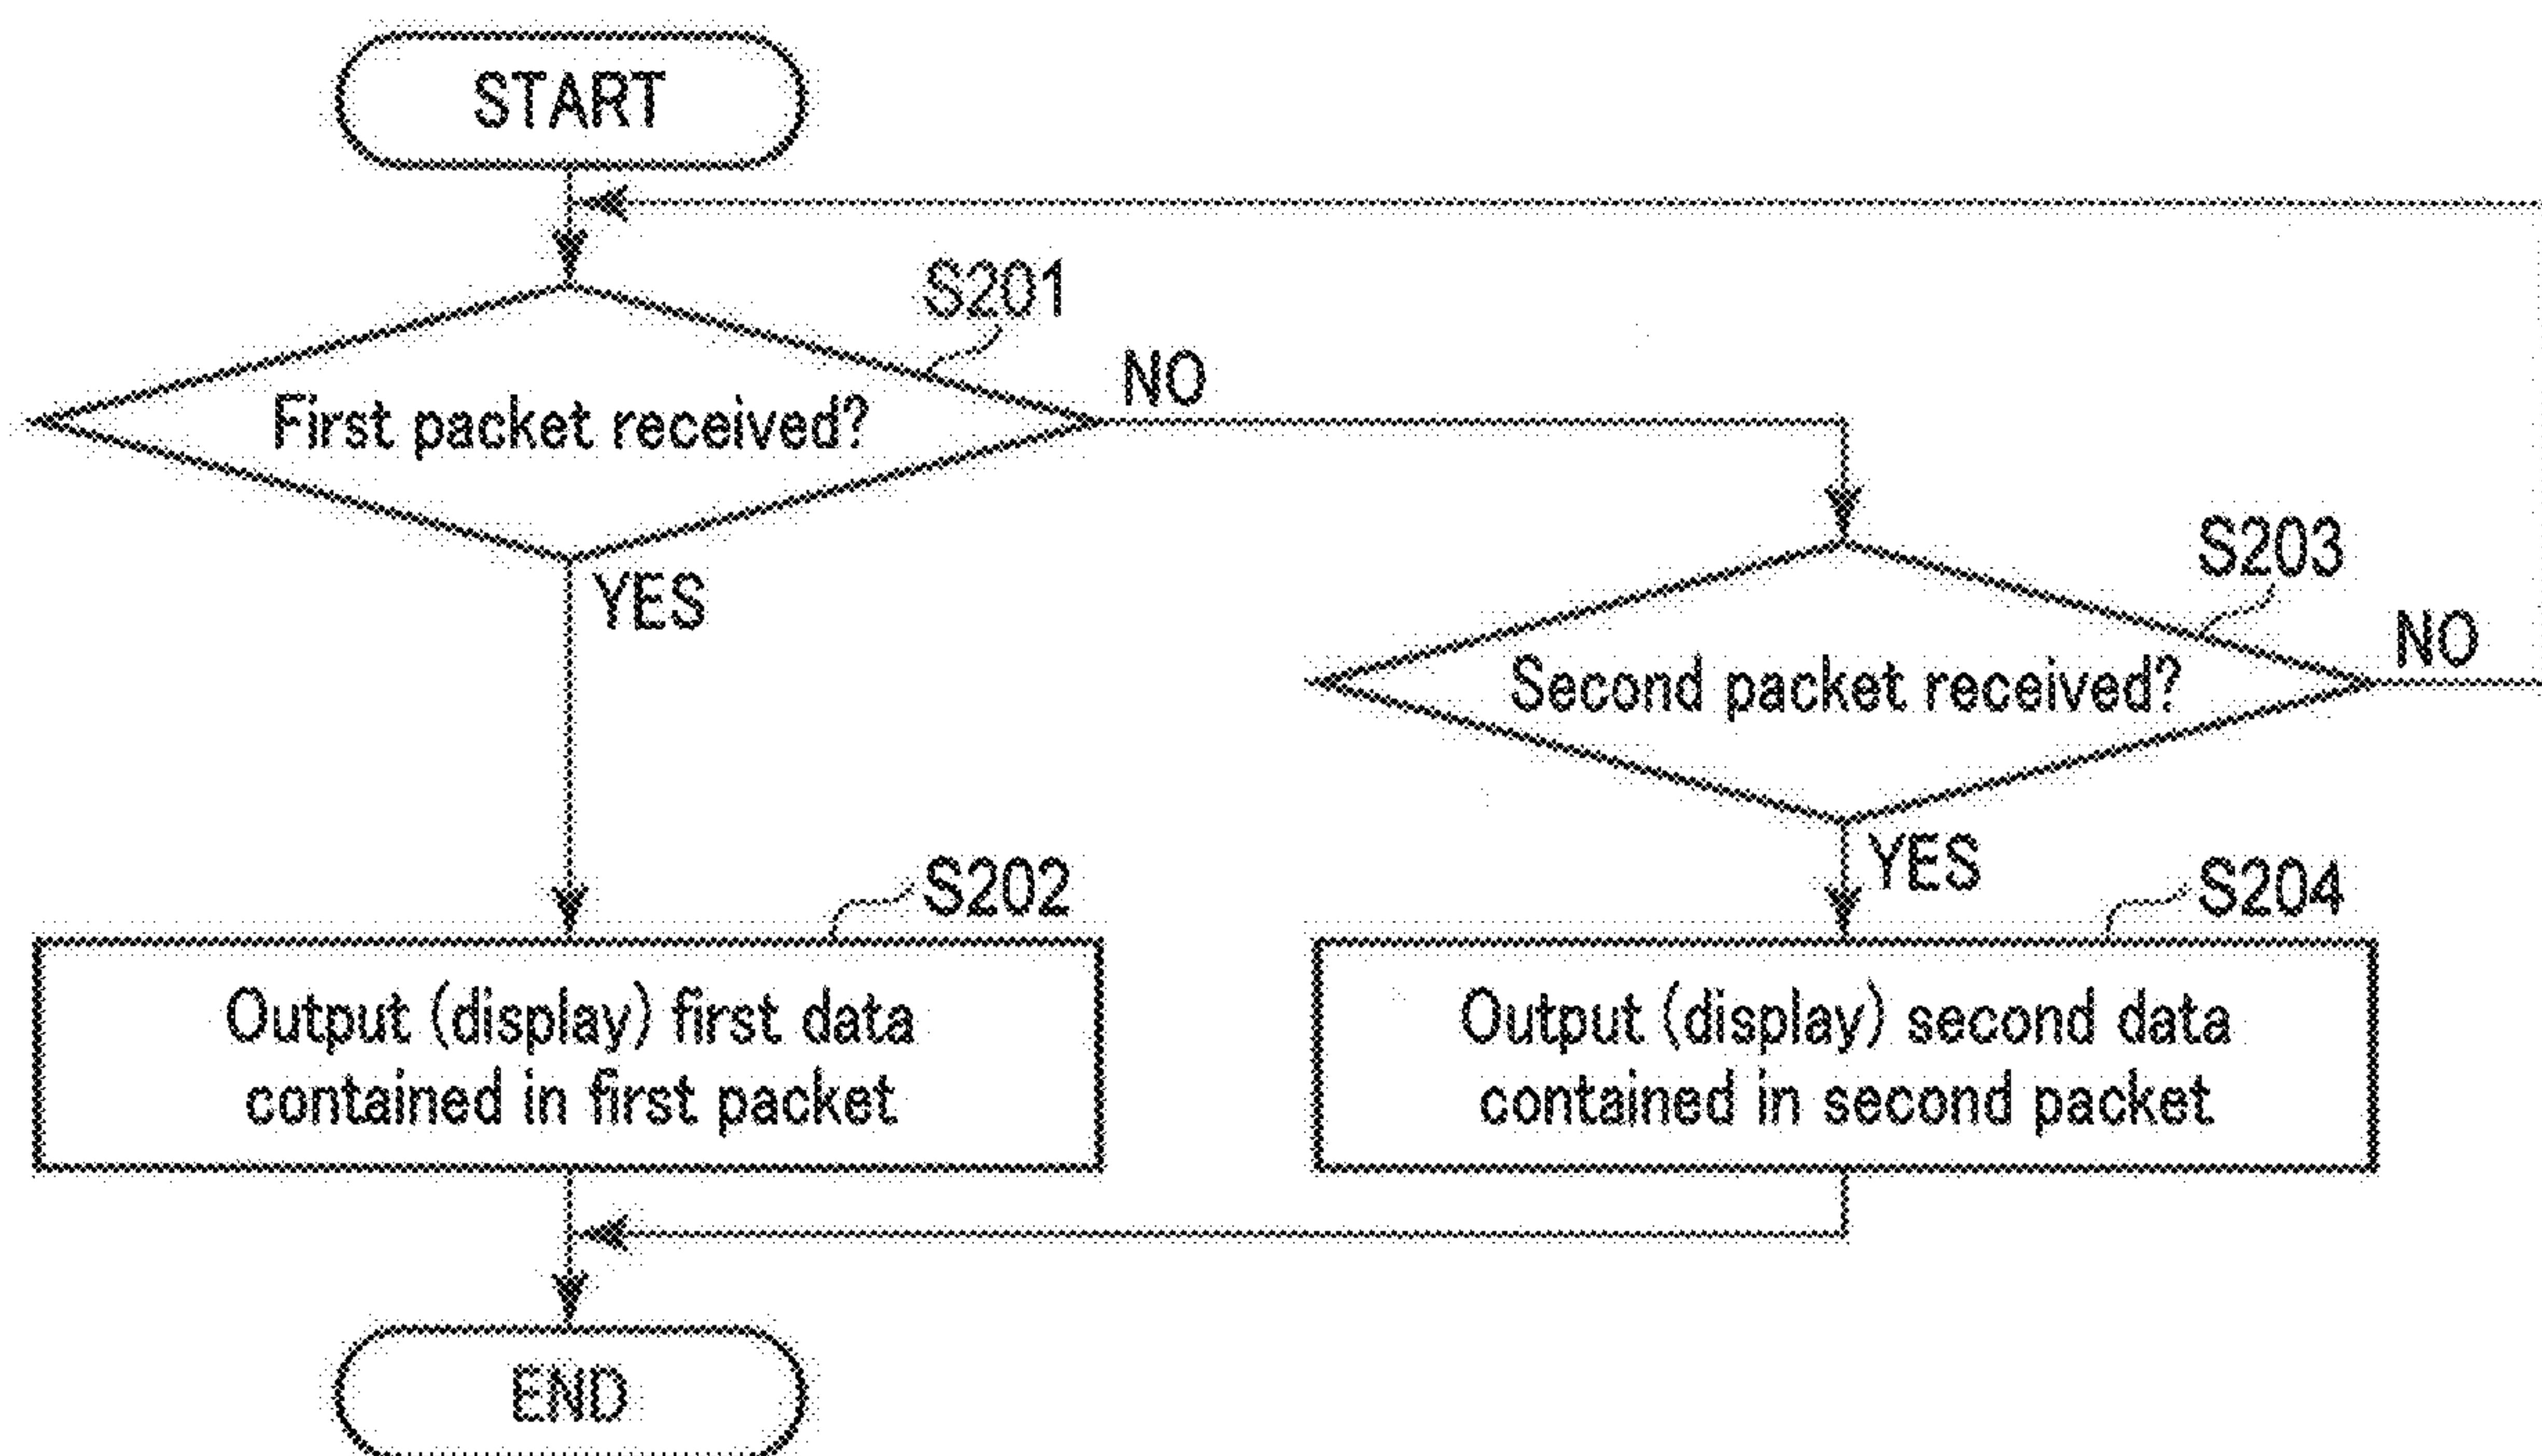 START
S201
First packet received?
NO
YES
S203
Second packet received?
NO
YES
S202
Output (display) first data
contained in first packet
S204
Output (display) second data
contained in second packet
END